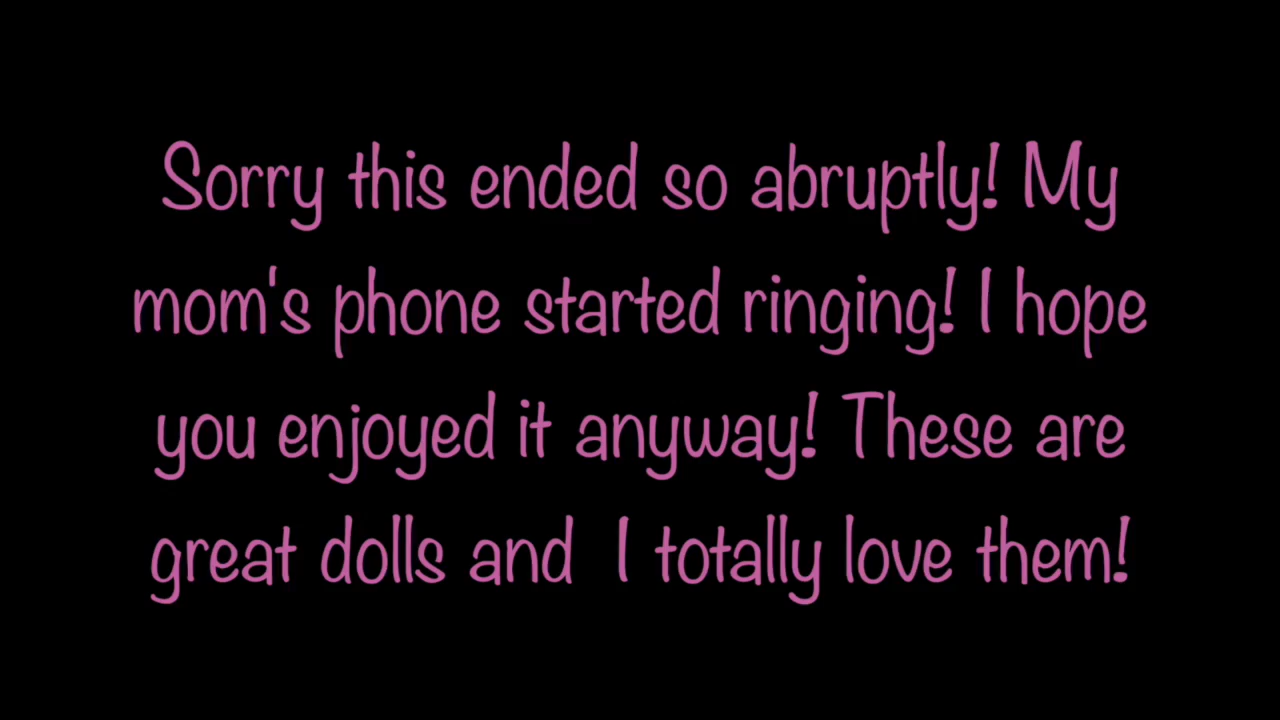 Sorry this ended so abruptly! My
mom's phone started ringing! I hope
you enjoyed it anyway! These are
great dolls and  I totally love them!